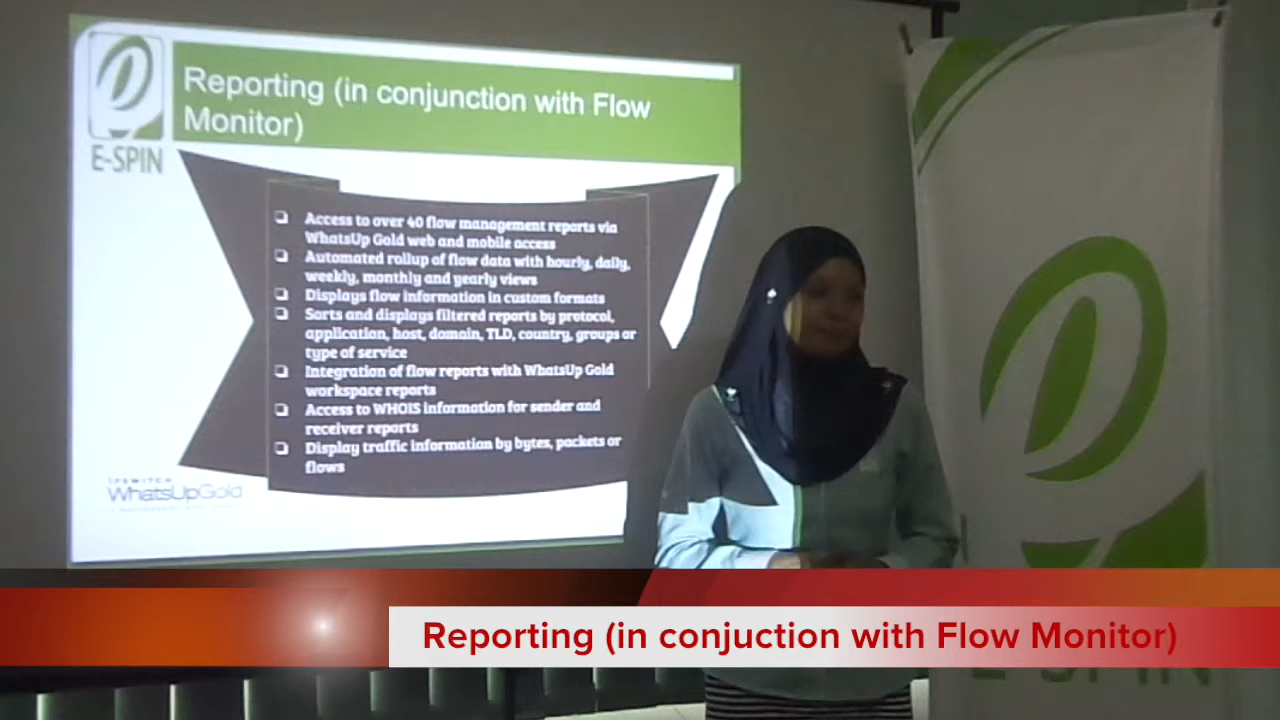 Reporting (in conjunction with Flow
Monitor)
E-SPIN
❏ Access to over 40 flow management reports via
WhatsUp Gold web and mobile access
❏ Automated rollup of flow data with hourly, daily,
weekly, monthly and yearly views
❏ Displays flow information in custom formats
❏ Sorts and displays filtered reports by protocol,
application, host, domain, TLD, country, groups or
type of service
❏ Integration of flow reports with WhatsUp Gold
workspace reports
❏ Access to WHOIS information for sender and
receiver reports
❏ Display traffic information by bytes, packets or
flows
IPSWITCH
WhatsUpGold
Reporting (in conjuction with Flow Monitor)
E-SPIN